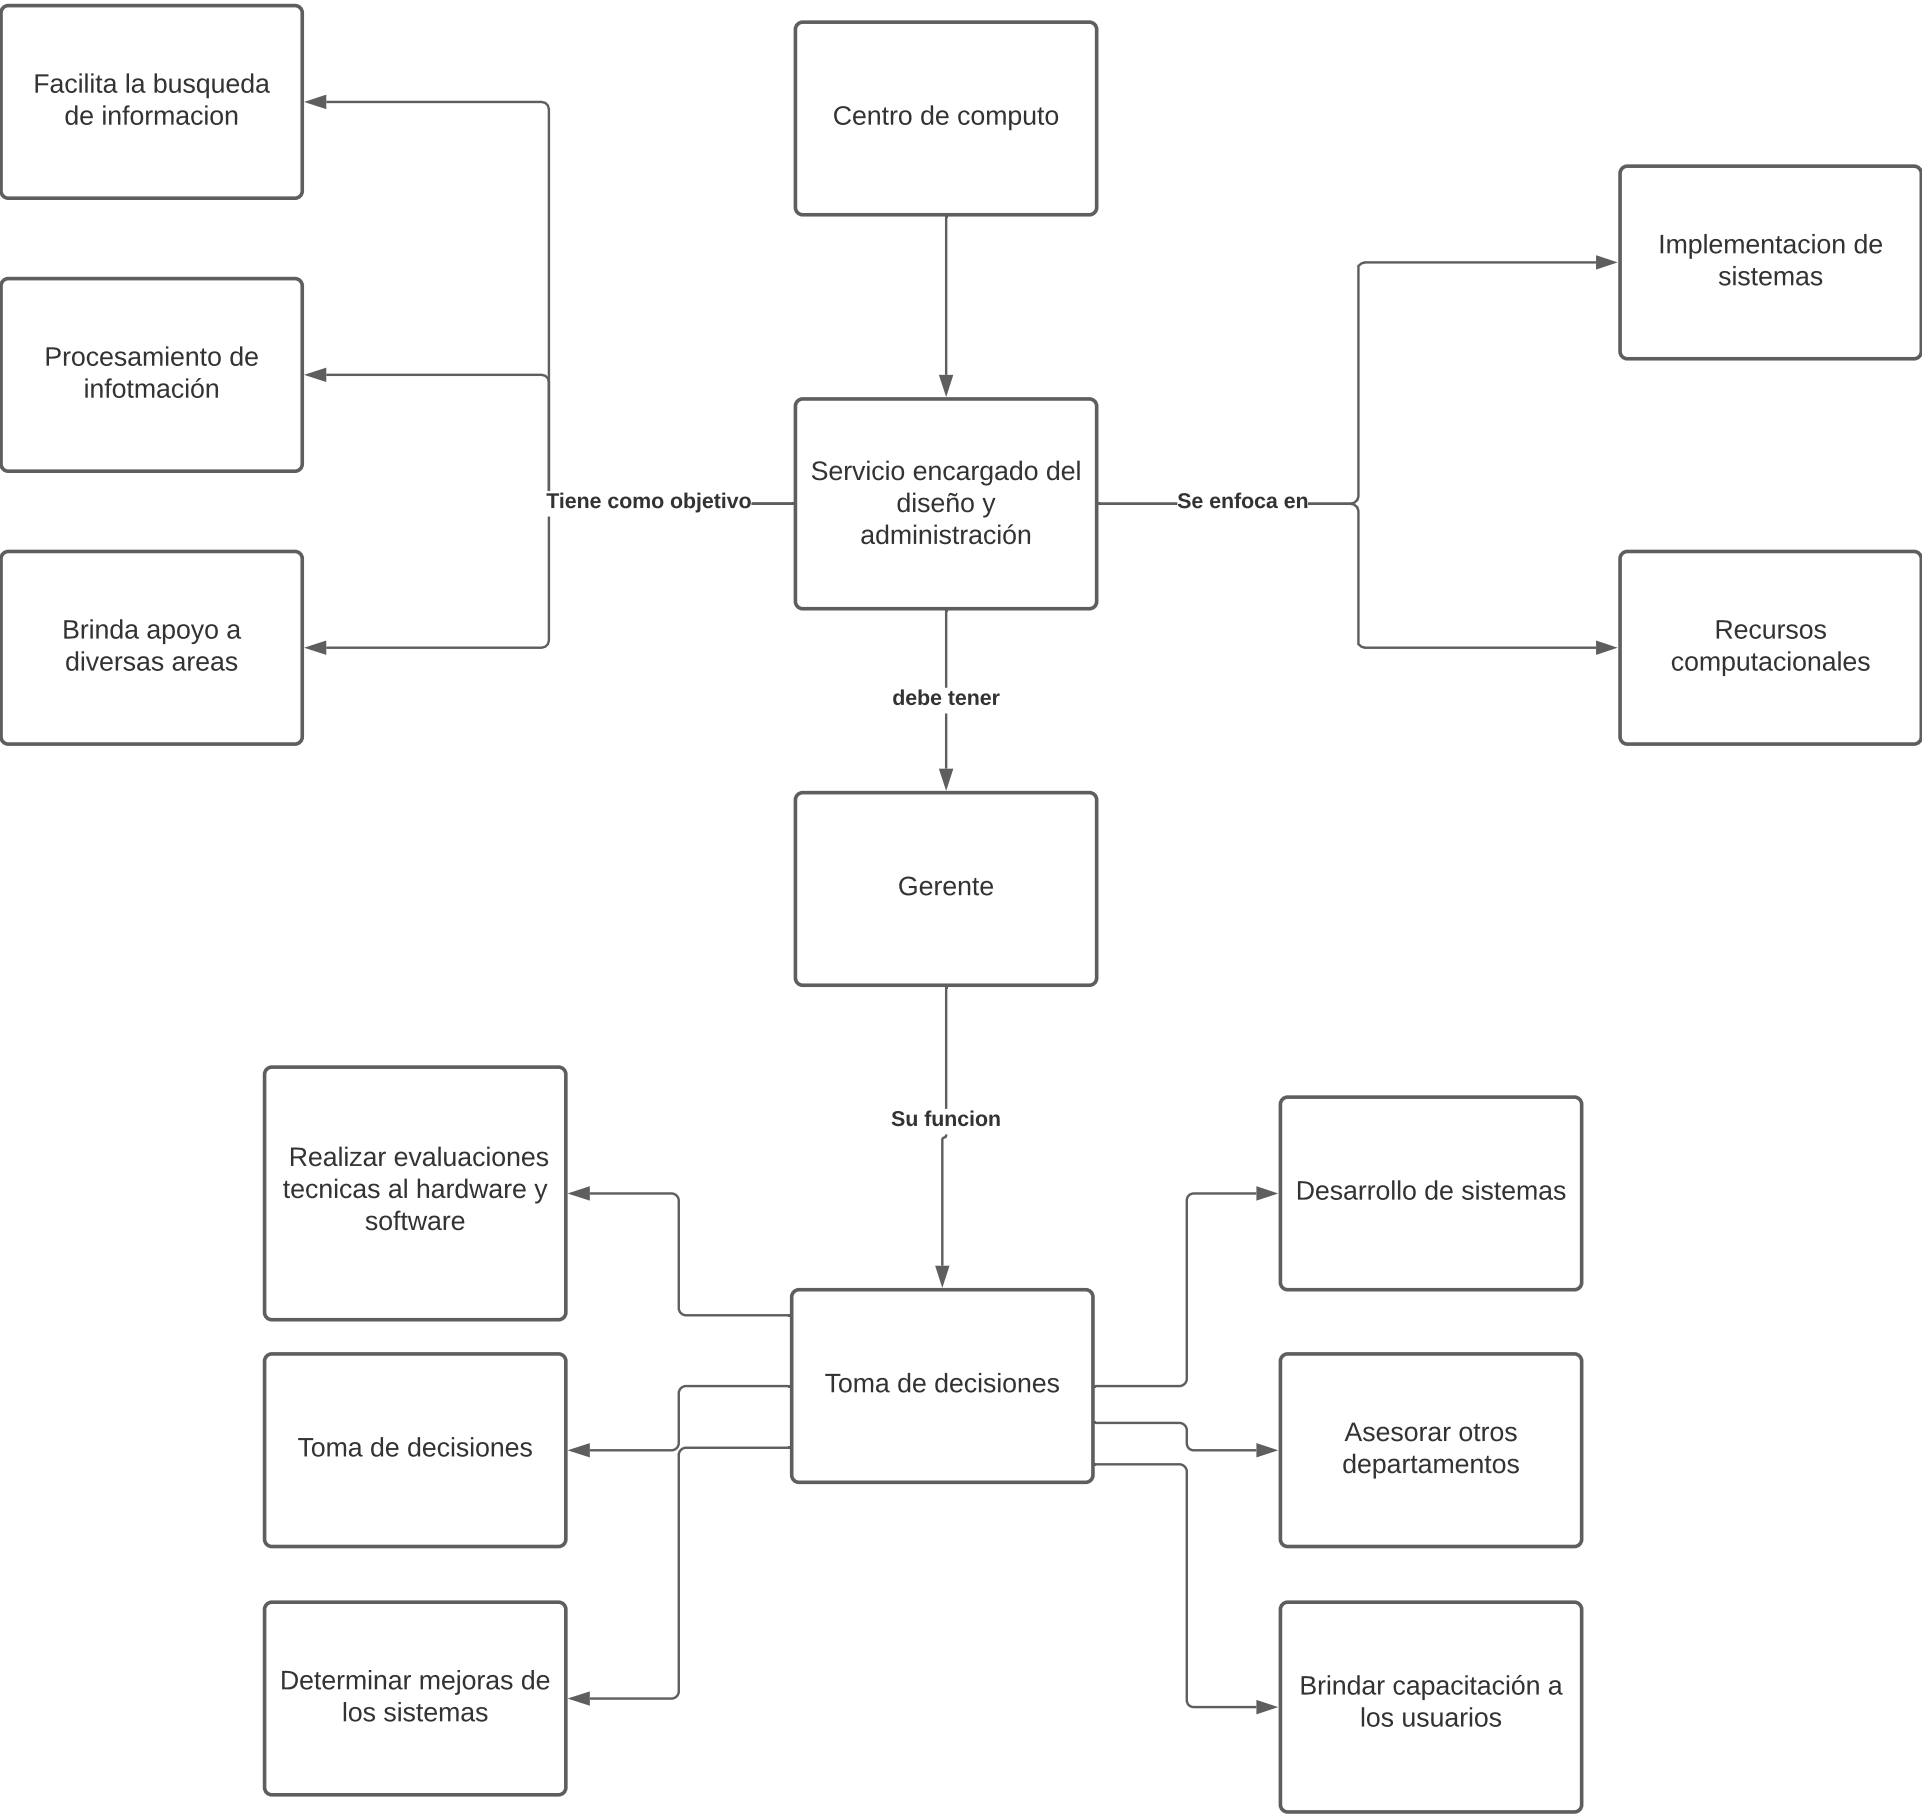 Facilita la busqueda
de informacion
Centro de computo
Implementacion de
sistemas
Procesamiento de
infotmación
Servicio encargado del
diseño y
administración
Tiene como objetivo
Se enfoca en
Brinda apoyo a
diversas areas
Recursos
computacionales
debe tener
Gerente
Su funcion
Realizar evaluaciones
tecnicas al hardware y
software
Desarrollo de sistemas
Toma de decisiones
Toma de decisiones
Asesorar otros
departamentos
Determinar mejoras de
los sistemas
Brindar capacitación a
los usuarios